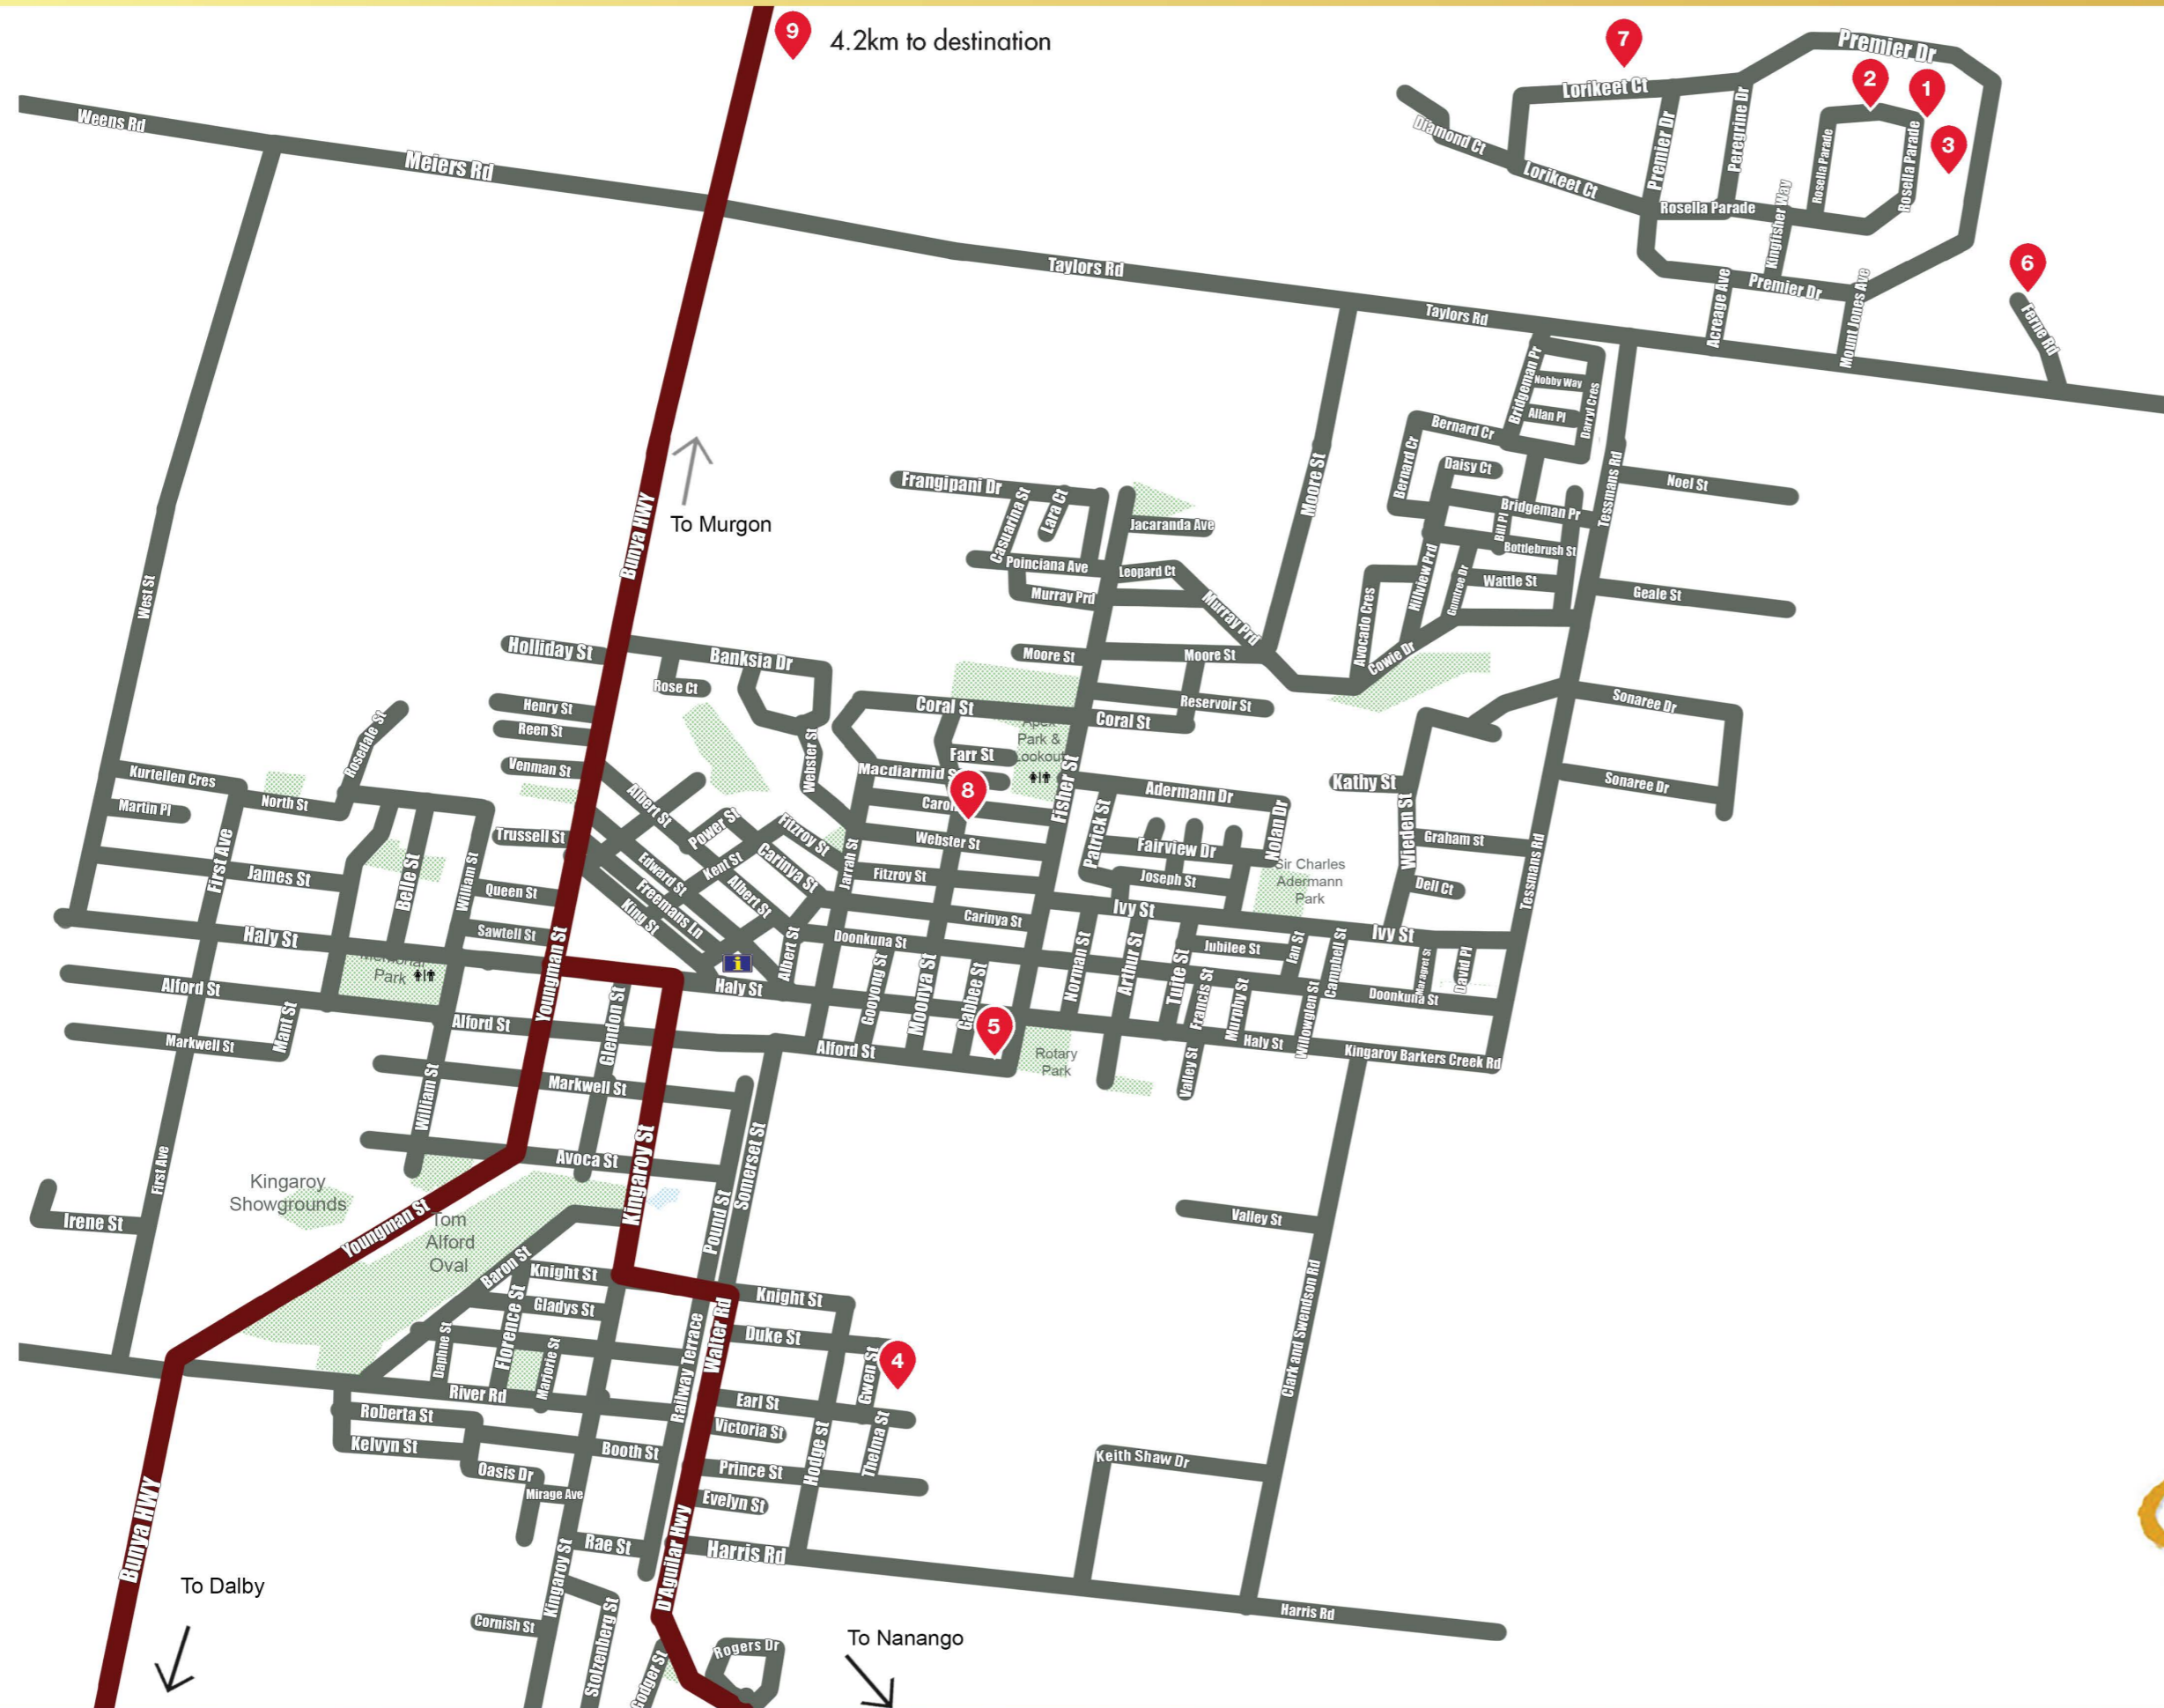 9
4.2km to destination
7
Premier Dr
2
1
3
Lorikeet Ct
Weens Rd
Meiers Rd
Diamond Ct
Lorikeet Ct
Premier Dr
Peregrine Dr
Rosella Parade
Rosella Parade
Rosella Parade
Kingfisher Way
Premier Dr
Acreage Ave
Mount Jones Ave
6
Ferne Rd
Taylors Rd
Taylors Rd
Bridgeman Pr
Nobby Way
Allan Pl
Darryl Cres
Bernard Cr
Bernard Cr
Daisy Ct
Tessmans Rd
Noel St
Moore St
Frangipani Dr
Casuarina St
Lara Ct
Jacaranda Ave
Bridgeman Pr
Bill Pl
Bottlebrush St
To Murgon
Bunya HWY
Poinciana Ave
Leopard Ct
Wattle St
Hillview Prd
Gumtree Dr
Geale St
Murray Prd
Murray Prd
West St
Avocado Cres
Cowie Dr
Holliday St
Banksia Dr
Moore St
Moore St
Rose Ct
Henry St
Coral St
Coral St
Reservoir St
Sonaree Dr
Reen St
Rosedale St
Webster St
Apex
Park &
Lookout
Farr St
Venman St
Macdiarmid S
Kurtellen Cres
North St
Martin Pl
Albert St
8
Fisher St
Adermann Dr
Kathy St
Sonaree Dr
Power St
Fitzroy St
Trussell St
Webster St
Patrick St
Fairview Dr
Nolan Dr
Wieden St
Graham st
First Ave
James St
Belle St
William St
Queen St
Edward St
Kent St
Carinya St
Jarrah St
Fitzroy St
Joseph St
Sir Charles
Adermann
Park
Dell Ct
Tessmans Rd
Freemans Ln
Albert St
King St
Carinya St
Ivy St
Ivy St
Haly St
Sawtell St
Youngman St
Doonkuna St
Albert St
Jubilee St
Ian St
Campbell St
Maragret St
David Pl
Memorial
Park
i
Haly St
Gooyong St
Moonya St
Gabbee St
Norman St
Arthur St
Tuite St
Francis St
Murphy St
Willowglen St
Doonkuna St
Alford St
Mant St
Alford St
Glendon St
Alford St
5
Rotary
Park
Valley St
Haly St
Kingaroy Barkers Creek Rd
Markwell St
William St
Markwell St
First Ave
Avoca St
Kingaroy St
Somerset St
Pound St
Kingaroy
Showgrounds
Irene St
Youngman St
Tom
Alford
Oval
Baron St
Valley St
Clark and Swendson Rd
Knight St
Knight St
Gladys St
Florence St
Daphne St
Marjorie St
Railway Terrace
Walter Rd
Duke St
Gwen St
4
River Rd
Roberta St
Kelvyn St
Earl St
Victoria St
Hodge St
Thelma St
Booth St
Prince St
Oasis Dr
Mirage Ave
Evelyn St
Keith Shaw Dr
Bunya HWY
Kingaroy St
Rae St
D'Aguilar Hwy
Harris Rd
Harris Rd
To Dalby
Cornish St
Stolzenberg St
Rogers Dr
To Nanango